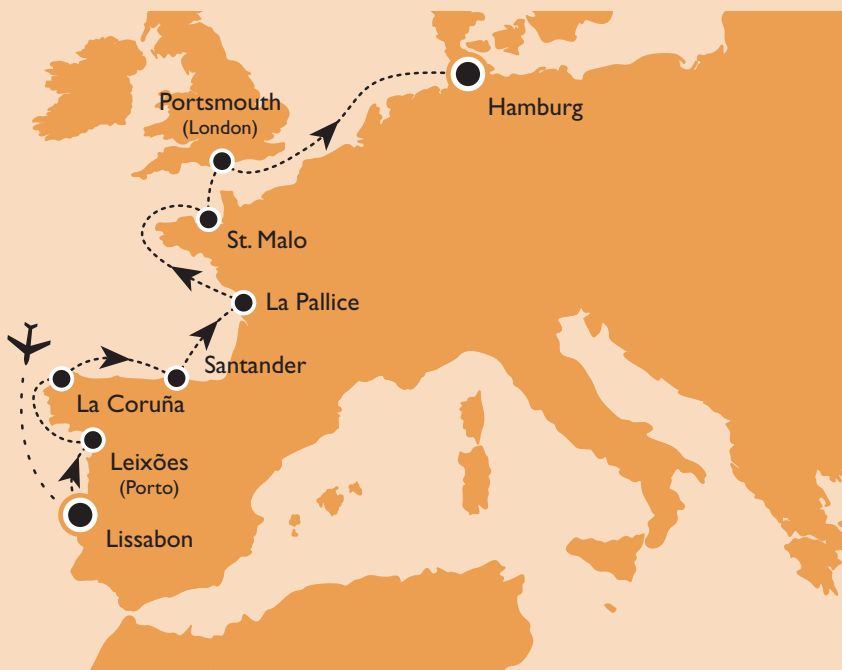 Portsmouth
(London)
Hamburg
St. Malo
La Pallice
Santander
La Coruña
Leixões
(Porto)
Lissabon